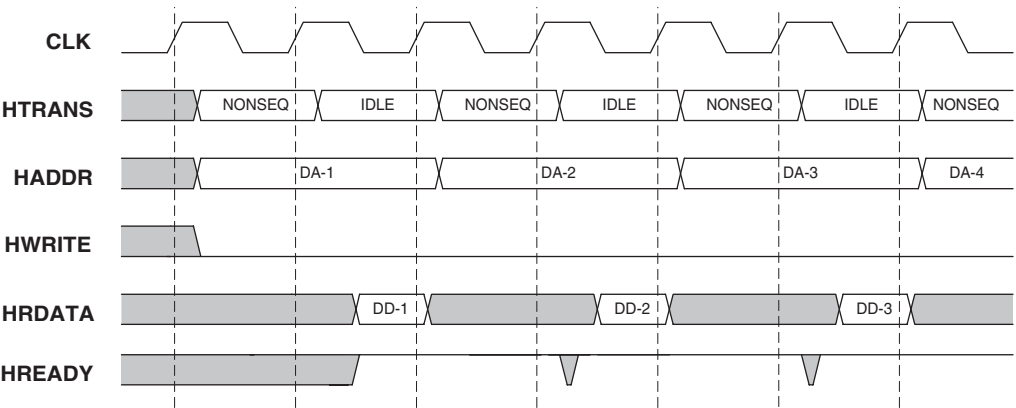 CLK
HTRANS NONSEQ IDLE NONSEQ IDLE NONSEQ IDLE NONSEQ
HADDR DA-1 DA-2 DA-3 DA-4
HWRITE
HRDATA DD-1 DD-2 DD-3
HREADY